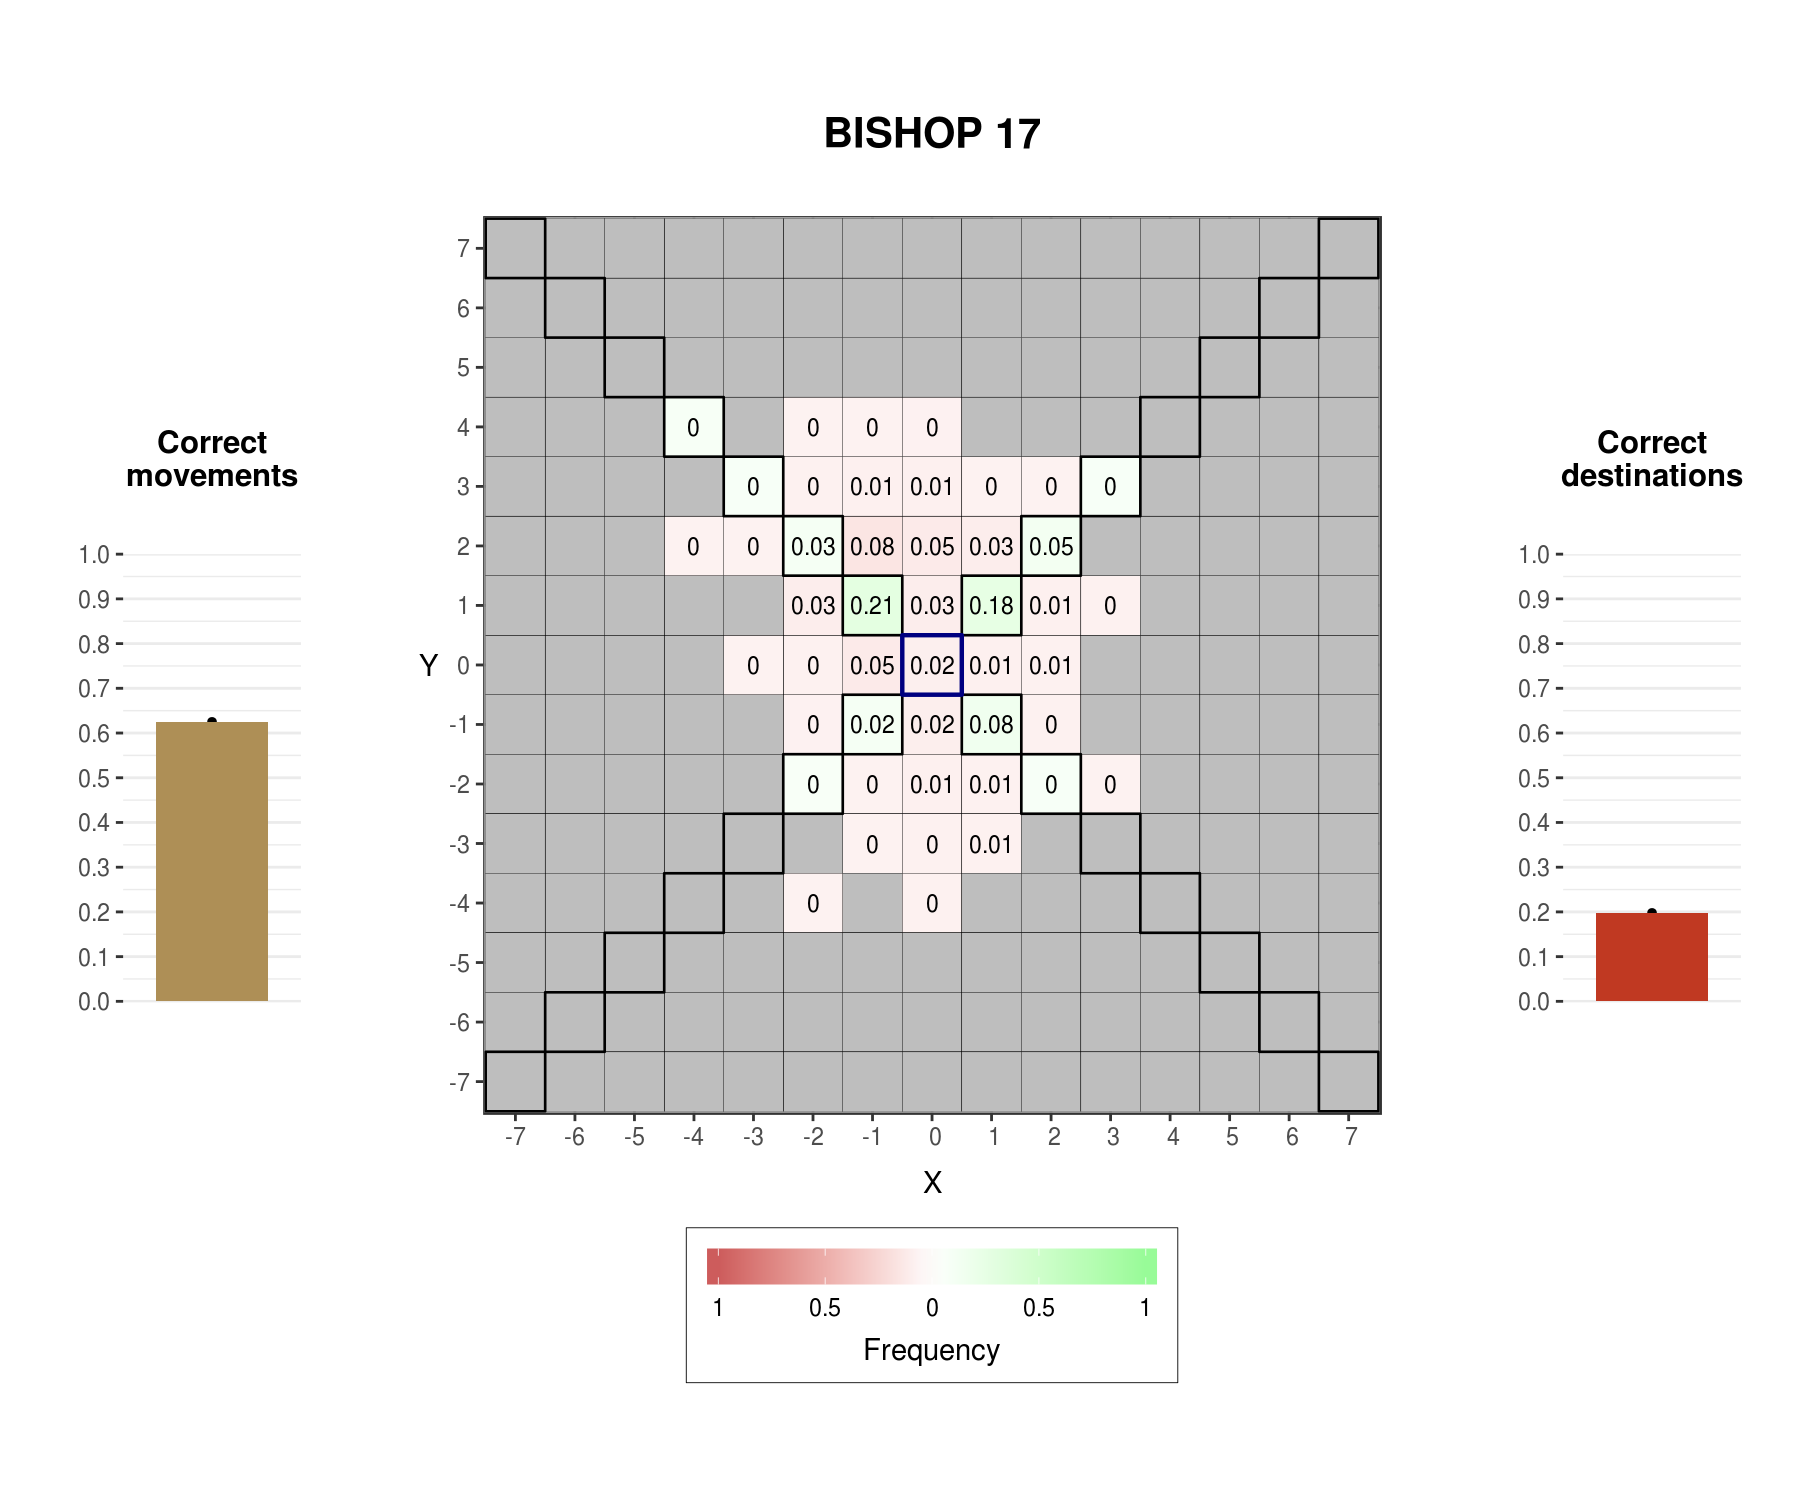 BISHOP 17
Correct
movements
1.0
0.9
0.8
0.7
0.6
0.5
0.4
0.3
0.2
0.1
0.0
Y
7
6
5
4 0 0 0 0
3 0 0 0.01 0.01 0 0 0
2 0 0 0.03 0.08 0.05 0.03 0.05
1 0.03 0.21 0.03 0.18 0.01 0
0 0 0 0.05 0.02 0.01 0.01
-1 0 0.02 0.02 0.08 0
-2 0 0 0.01 0.01 0 0
-3 0 0 0.01
-4 0 0
-5
-6
-7
-7 -6 -5 -4 -3 -2 -1 0 1 2 3 4 5 6 7
X
1 0.5 0 0.5 1
Frequency
Correct
destinations
1.0
0.9
0.8
0.7
0.6
0.5
0.4
0.3
0.2
0.1
0.0